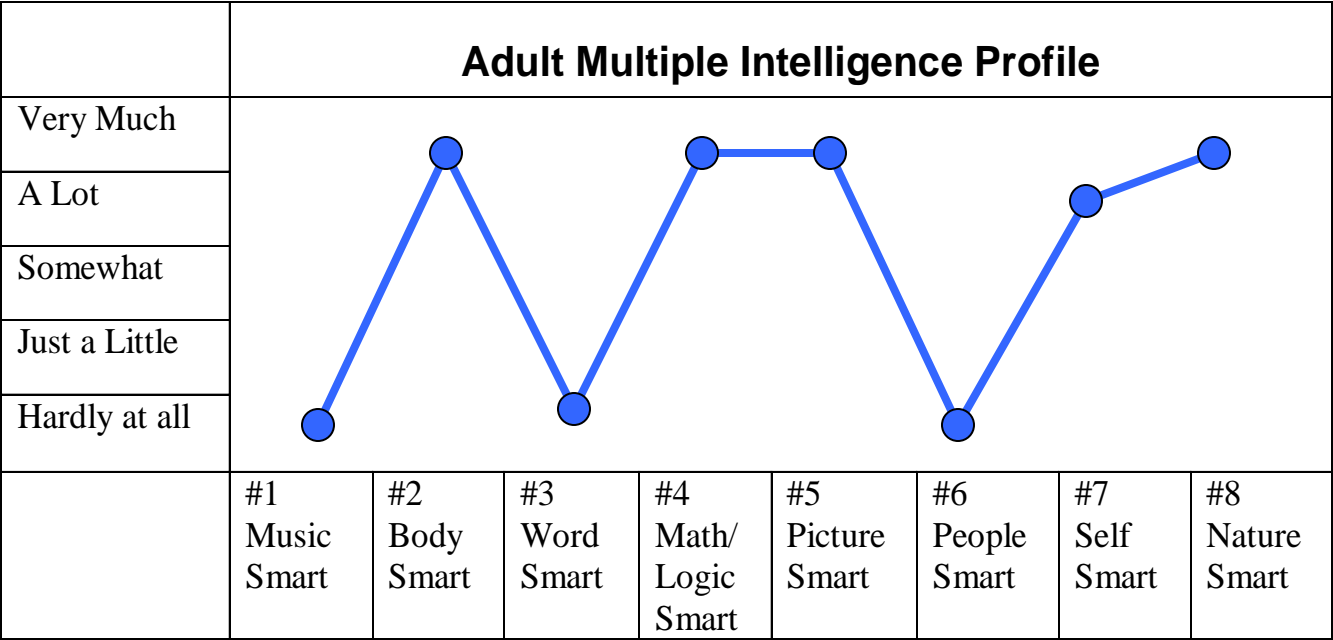 Adult Multiple Intelligence Profile
Very Much
A Lot
Somewhat
Just a Little
Hardly at all
#1
Music
Smart
#2
Body
Smart
#3
Word
Smart
#4
Math/
Logic
Smart
#5
Picture
Smart
#6
People
Smart
#7
Self
Smart
#8
Nature
Smart